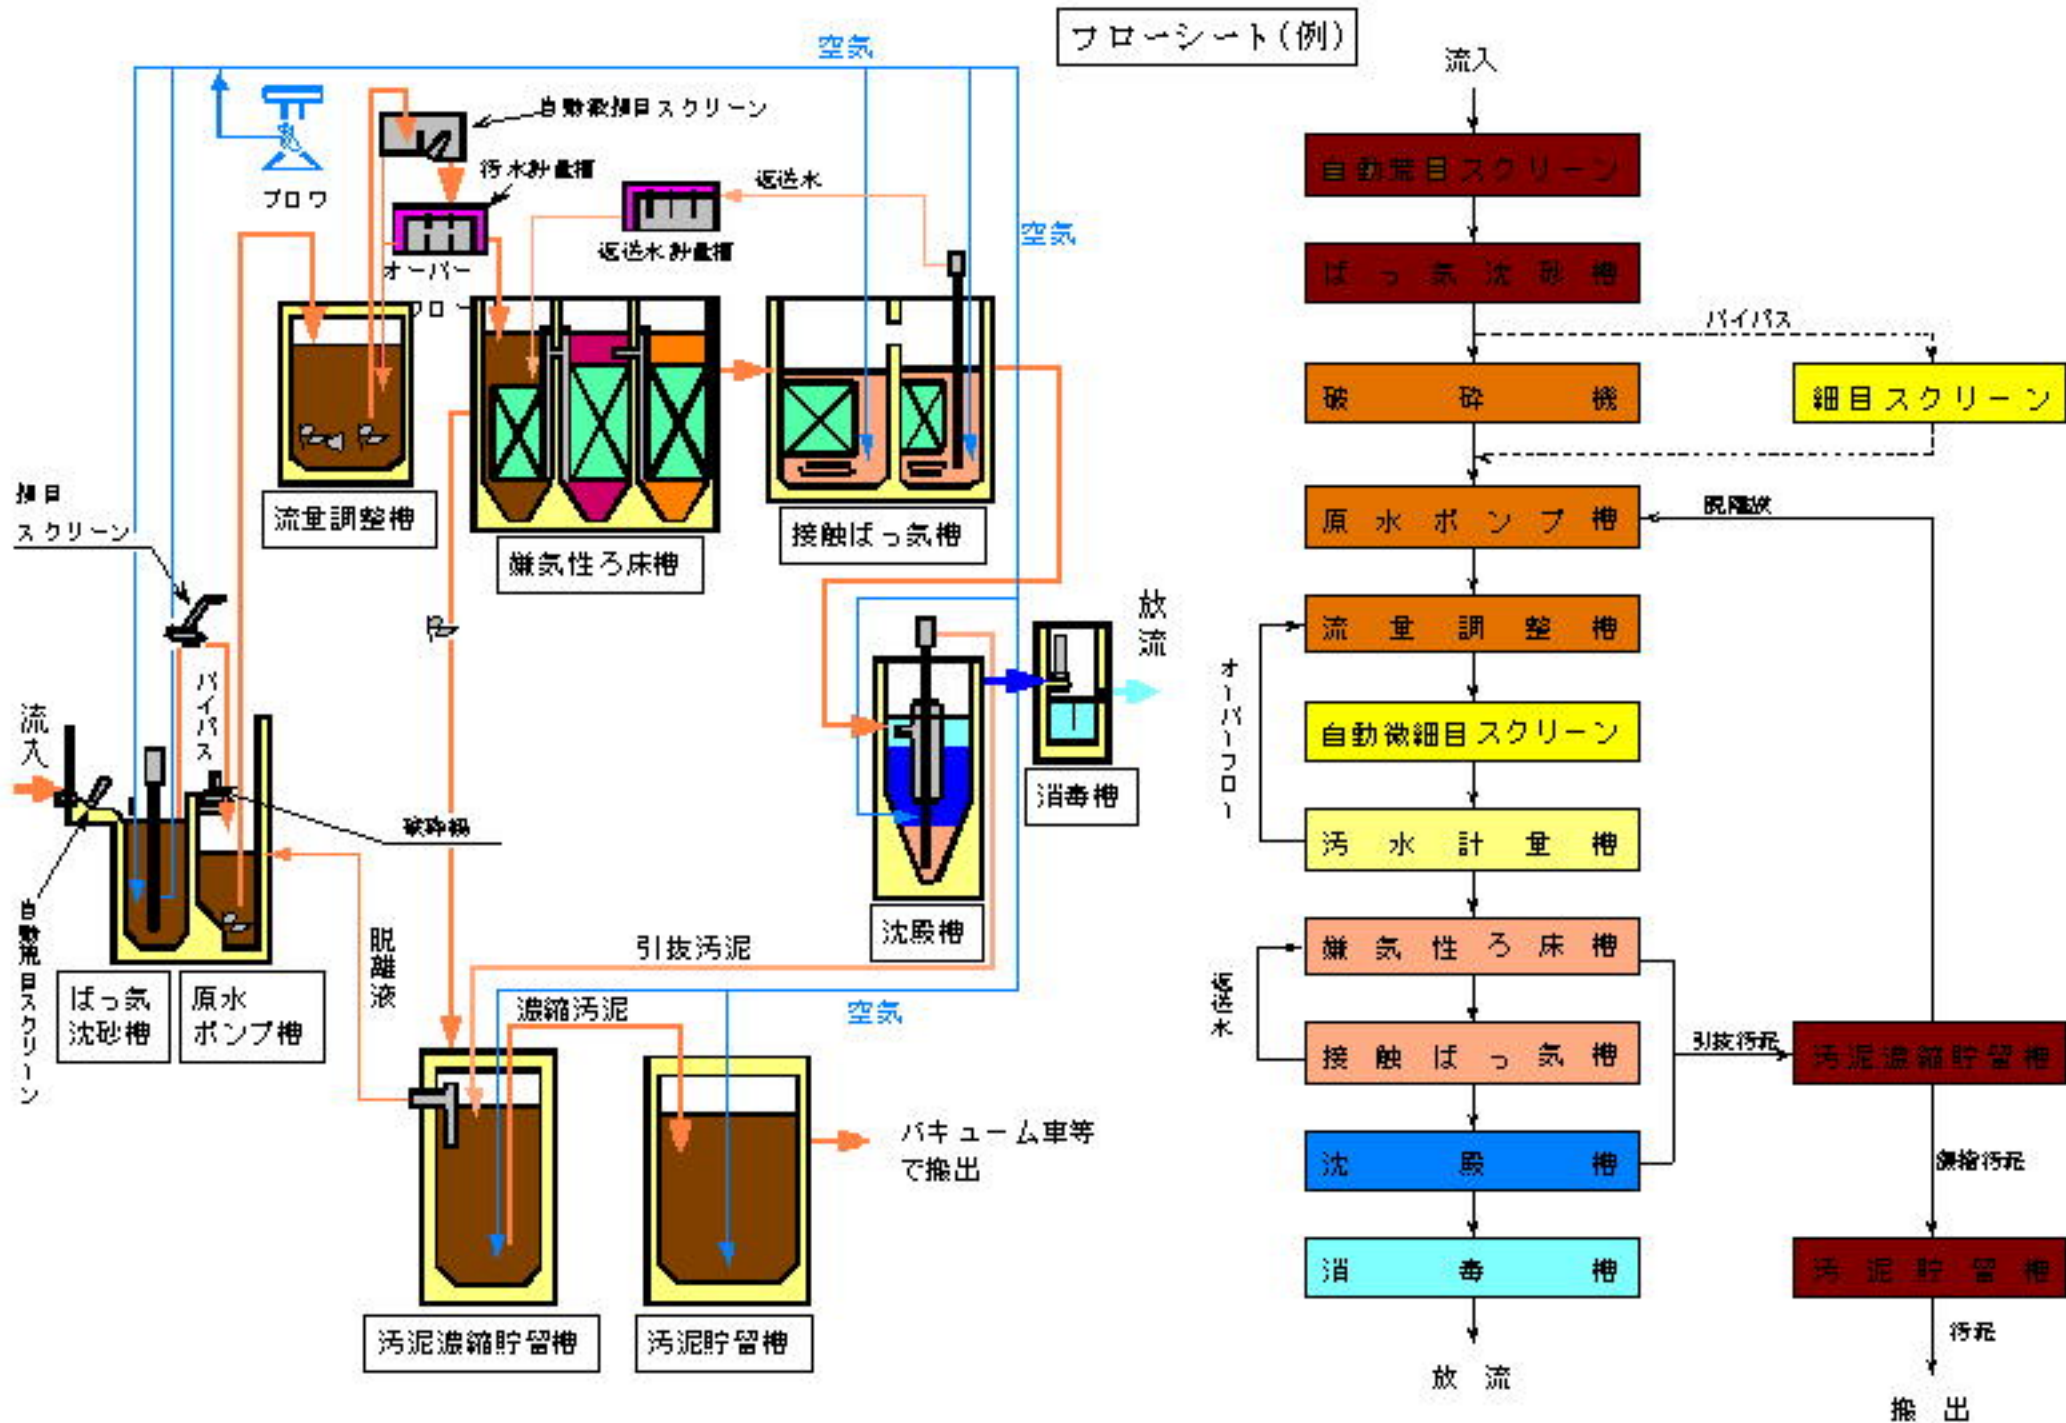 フローシート(例)
空気
ブロワ
自動微細目スクリーン
汚水計量槽
オーバー
フロー
返送水
返送水計量槽
空気
流量調整槽
嫌気性ろ床槽
接触ばっ気槽
細目
スクリーン
バイパス
流入
破砕機
自動荒目スクリーン
ばっ気
沈砂槽
原水
ポンプ槽
脱離液
引抜汚泥
濃縮汚泥
空気
沈殿槽
消毒槽
放流
汚泥濃縮貯留槽
汚泥貯留槽
バキューム車等
で搬出
流入
自動荒目スクリーン
ばっ気沈砂槽
バイパス
破砕機
細目スクリーン
原水ポンプ槽
脱離液
流量調整槽
オーバーフロー
自動微細目スクリーン
汚水計量槽
嫌気性ろ床槽
返送水
接触ばっ気槽
引抜汚泥
汚泥濃縮貯留槽
沈殿槽
濃縮汚泥
消毒槽
汚泥貯留槽
汚泥
放流
搬出